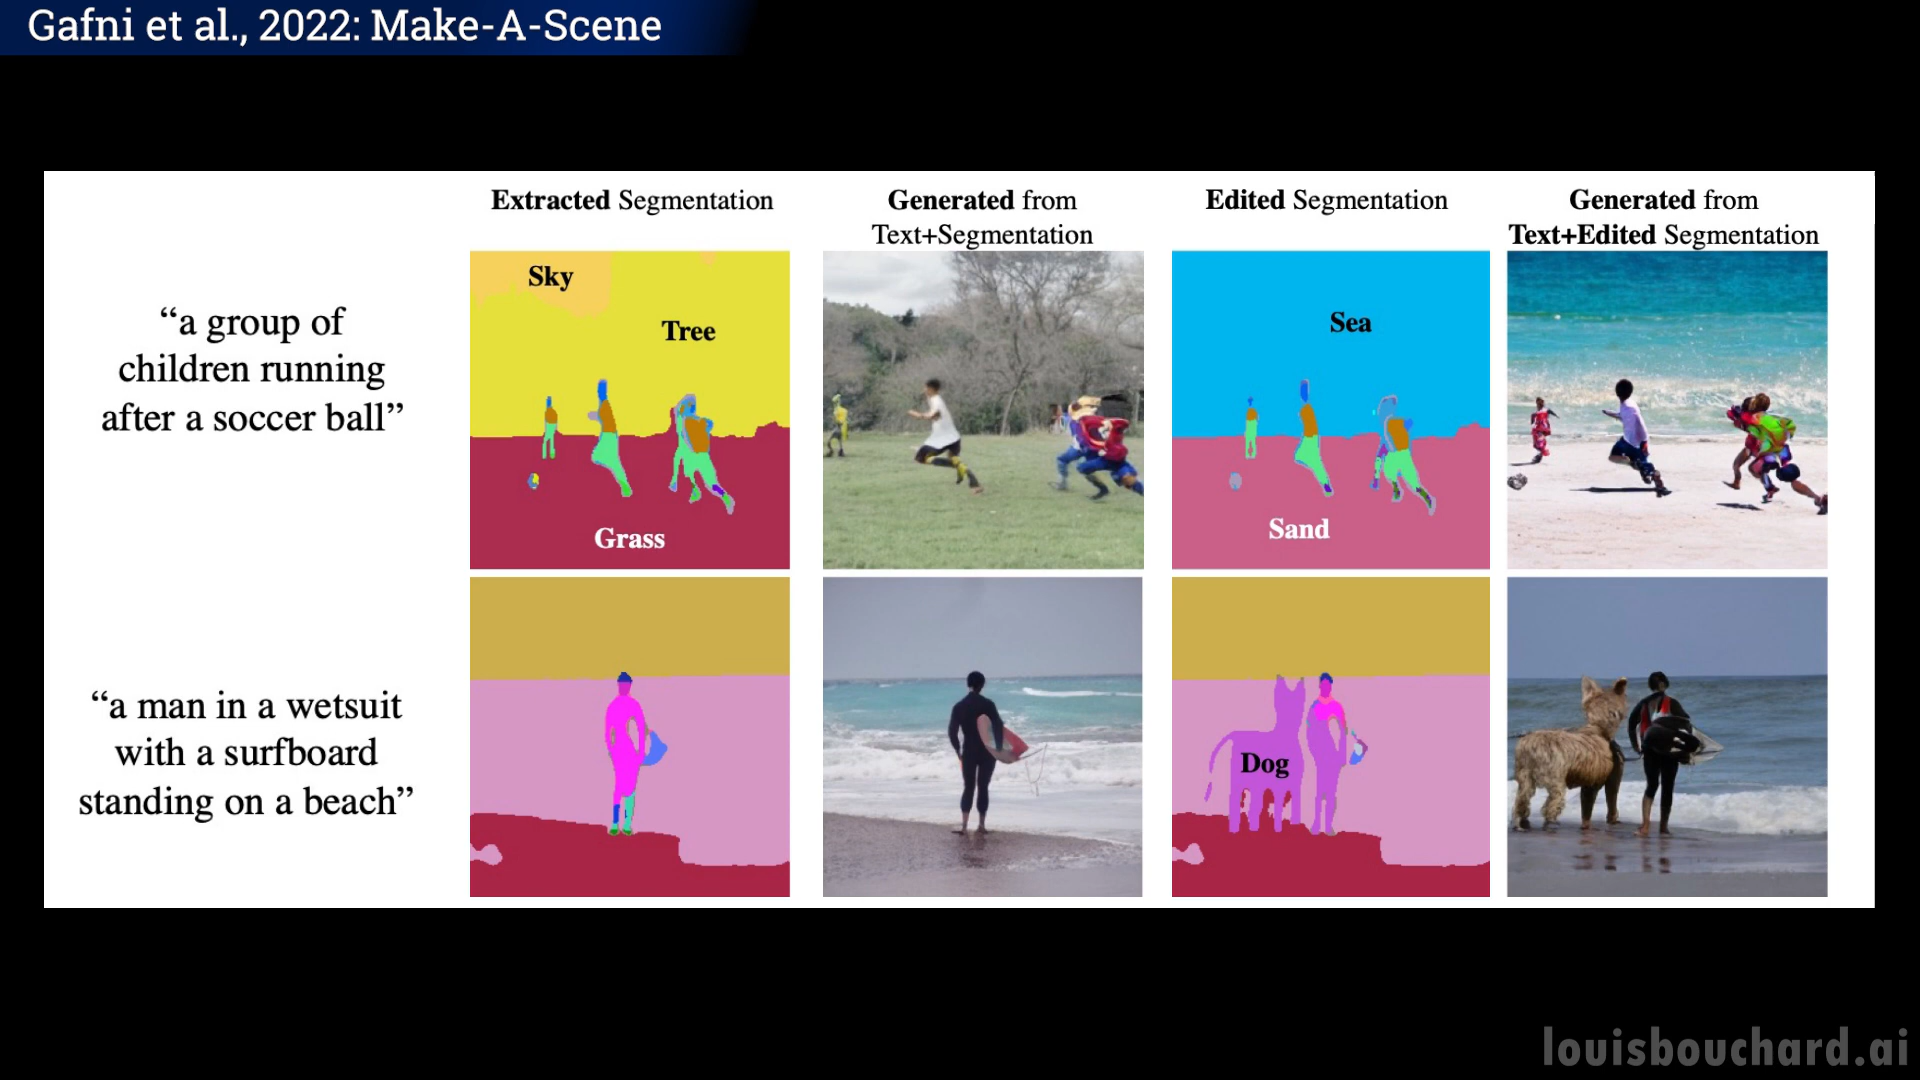 Gafni et al., 2022: Make-A-Scene
Extracted Segmentation
Generated from
Text+Segmentation
Edited Segmentation
Generated from
Text+Edited Segmentation
“a group of
children running
after a soccer ball”
Sky
Tree
Grass
Sea
Sand
“a man in a wetsuit
with a surfboard
standing on a beach”
Dog
louisbouchard.ai